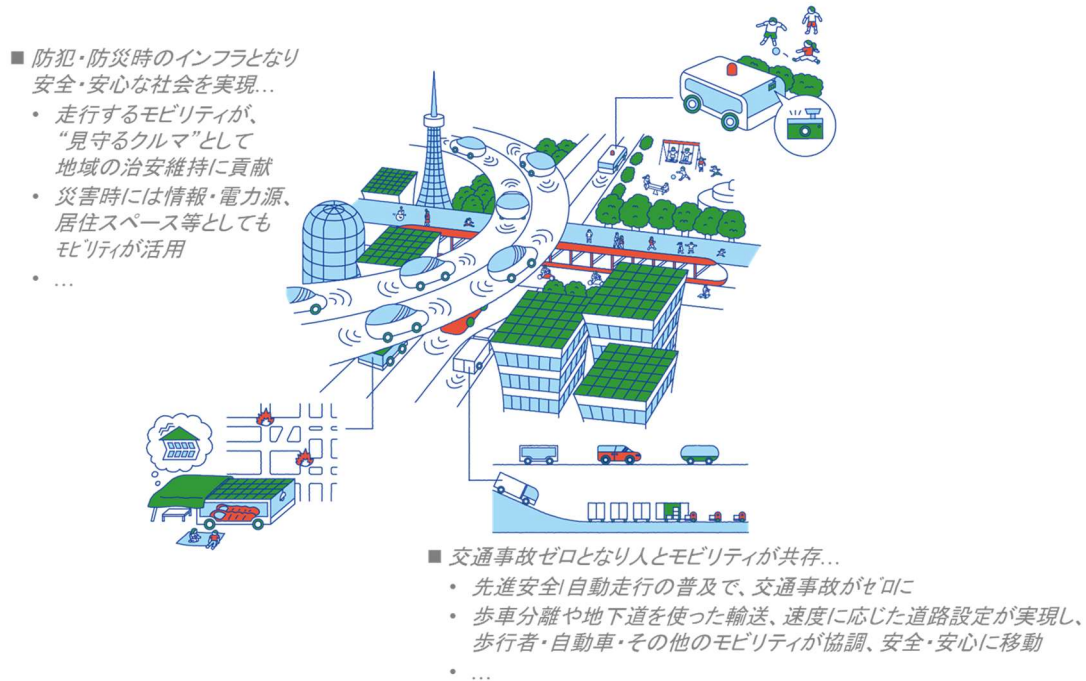 ■ 防犯・防災時のインフラとなり
安全・安心な社会を実現…
• 走行するモビリティが、
“見守るクルマ”として
地域の治安維持に貢献
• 災害時には情報・電力源、
居住スペース等としても
ﾓﾋﾞﾘﾃｨが活用
• …
■ 交通事故ゼロとなり人とモビリティが共存…
• 先進安全/自動走行の普及で、交通事故がｾﾞﾛに
• 歩車分離や地下道を使った輸送、速度に応じた道路設定が実現し、
歩行者・自動車・その他のモビリティが協調、安全・安心に移動
• …